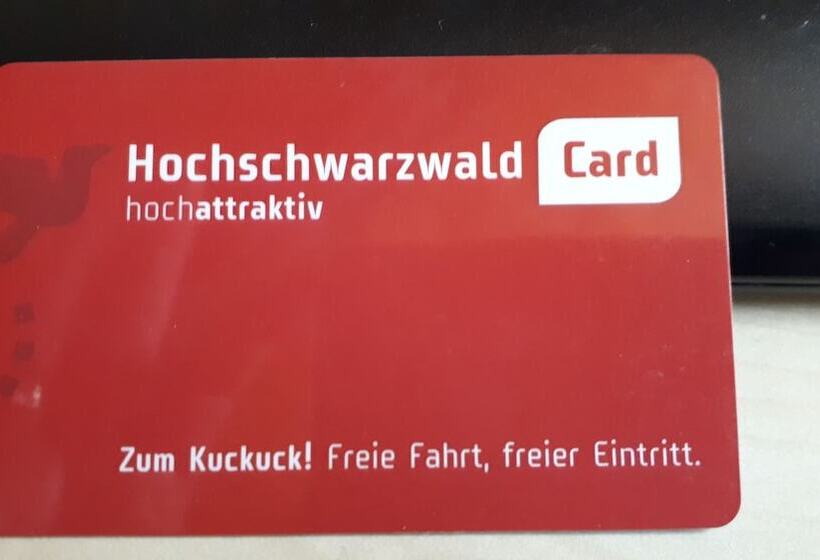 Hochschwarzwald Card
hochattraktiv
Zum Kuckuck! Freie Fahrt, freier Eintritt.